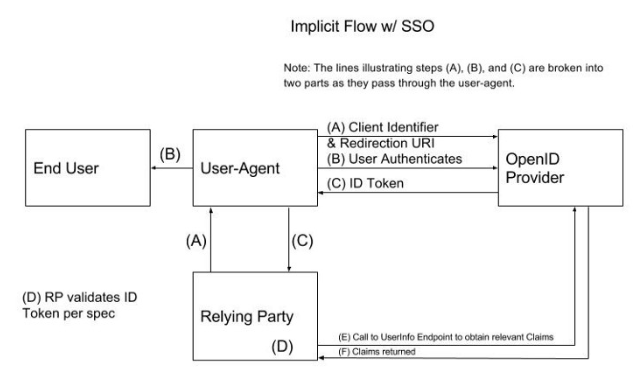 Implicit Flow w/ SSO
Note: The lines illustrating steps (A), (B), and (C) are broken into
two parts as they pass through the user-agent.
(A) Client Identifier
& Redirection URI
(B) User Authenticates
(C) ID Token
End User
(B)
User-Agent
OpenID
Provider
(A)
(C)
(D) RP validates ID
Token per spec
Relying Party
(D)
(E) Call to UserInfo Endpoint to obtain relevant Claims
(F) Claims returned